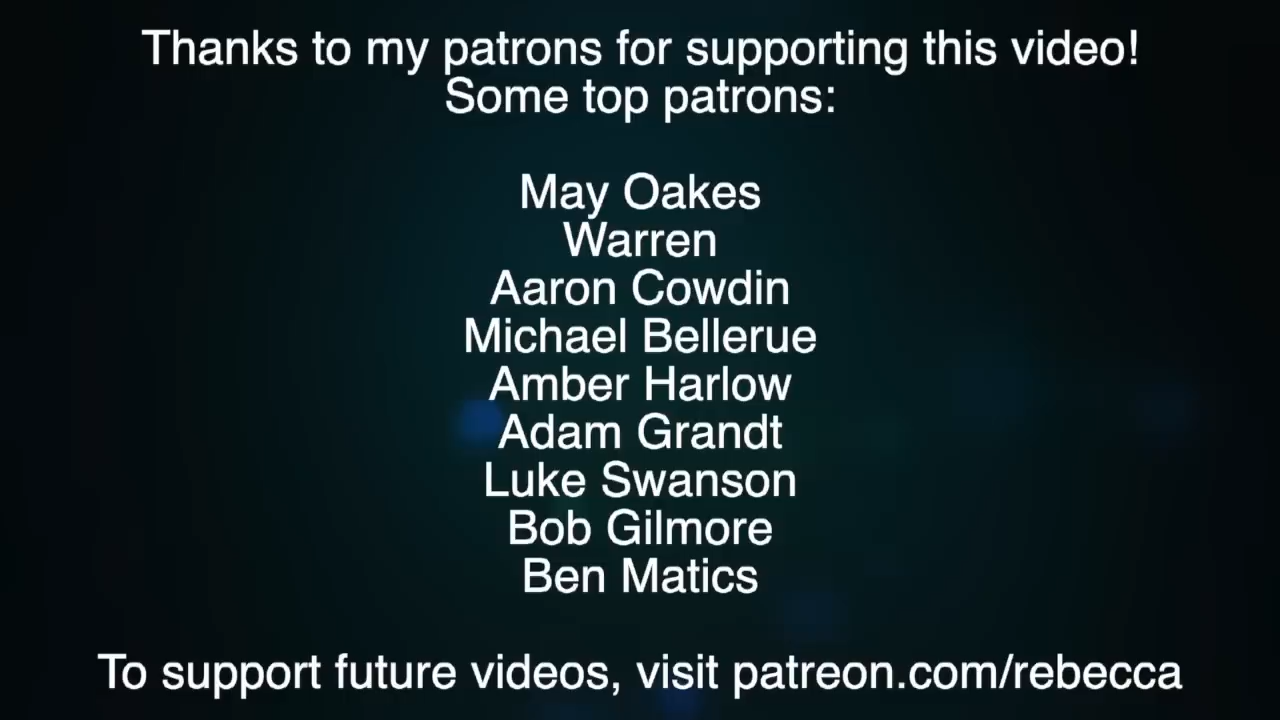 Thanks to my patrons for supporting this video!
Some top patrons:
May Oakes
Warren
Aaron Cowdin
Michael Bellerue
Amber Harlow
Adam Grandt
Luke Swanson
Bob Gilmore
Ben Matics
To support future videos, visit patreon.com/rebecca